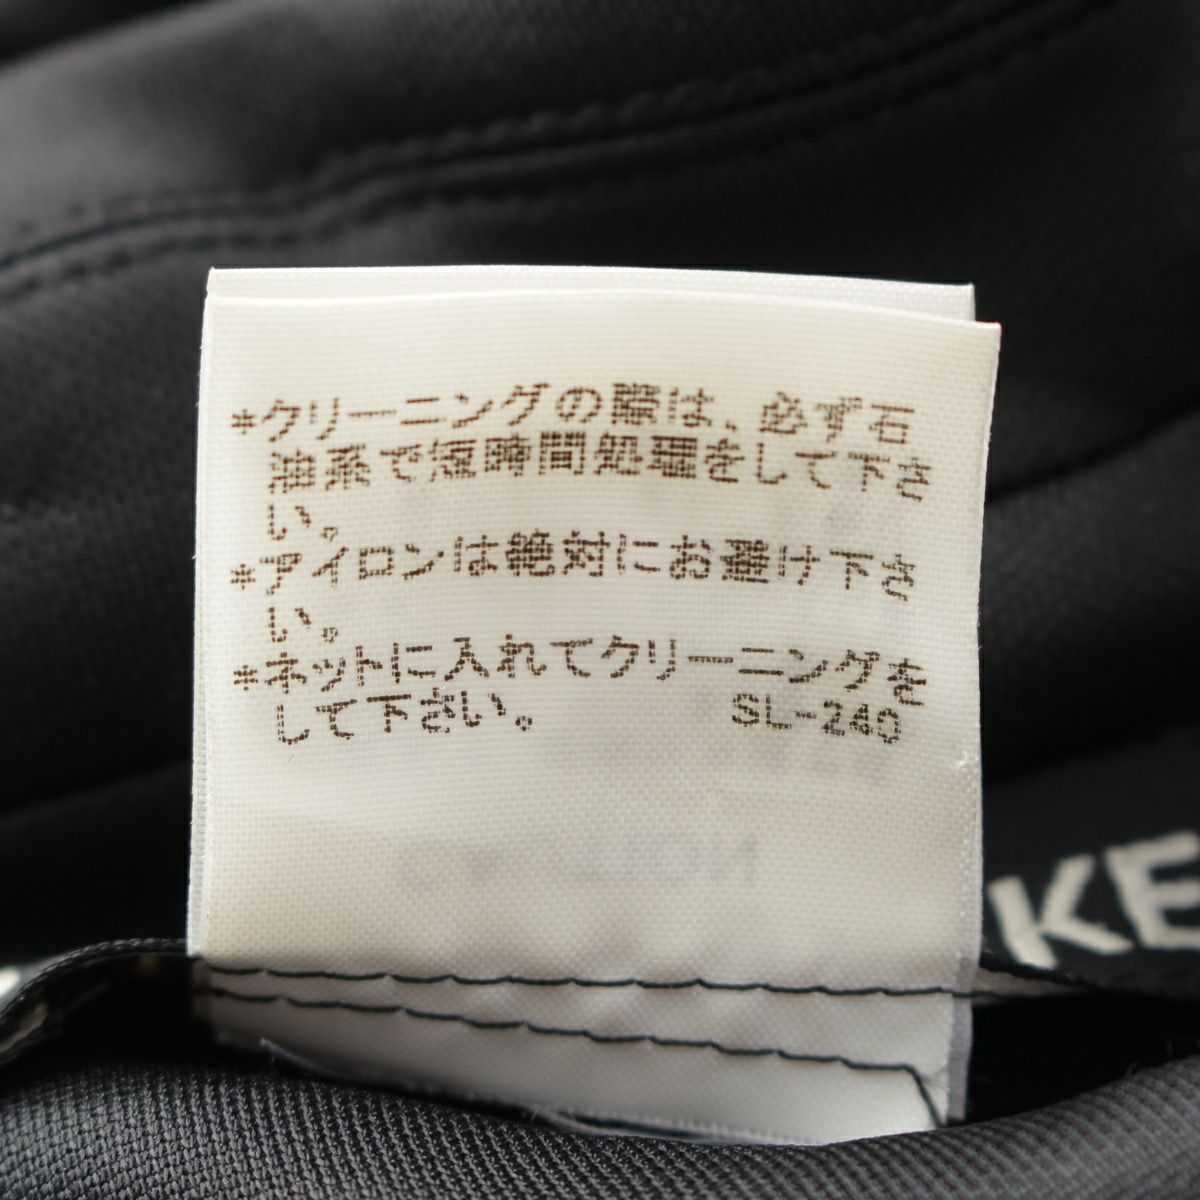 *クリーニングの際は、必ず石
油系で短時間処理をして下さ
い。
*アイロンは絶対にお避け下さ
い。
*ネットに入れてクリーニングを
して下さい。 SL-240
KE